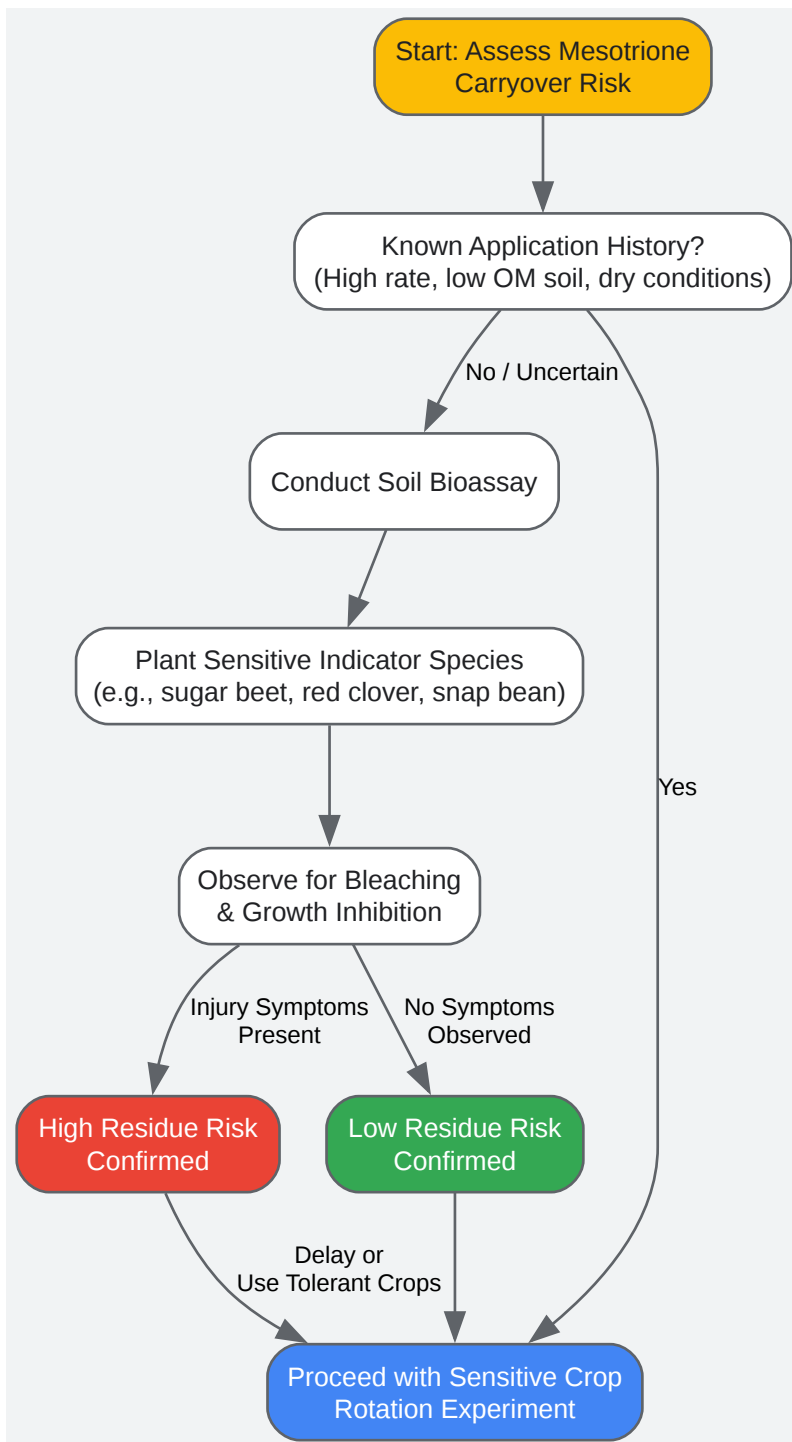 Start: Assess Mesotrione
Carryover Risk
Known Application History?
(High rate, low OM soil, dry conditions)
No / Uncertain
Conduct Soil Bioassay
Plant Sensitive Indicator Species
(e.g., sugar beet, red clover, snap bean)
Yes
Observe for Bleaching
& Growth Inhibition
Injury Symptoms
Present
No Symptoms
Observed
High Residue Risk
Confirmed
Low Residue Risk
Confirmed
Delay or
Use Tolerant Crops
Proceed with Sensitive Crop
Rotation Experiment